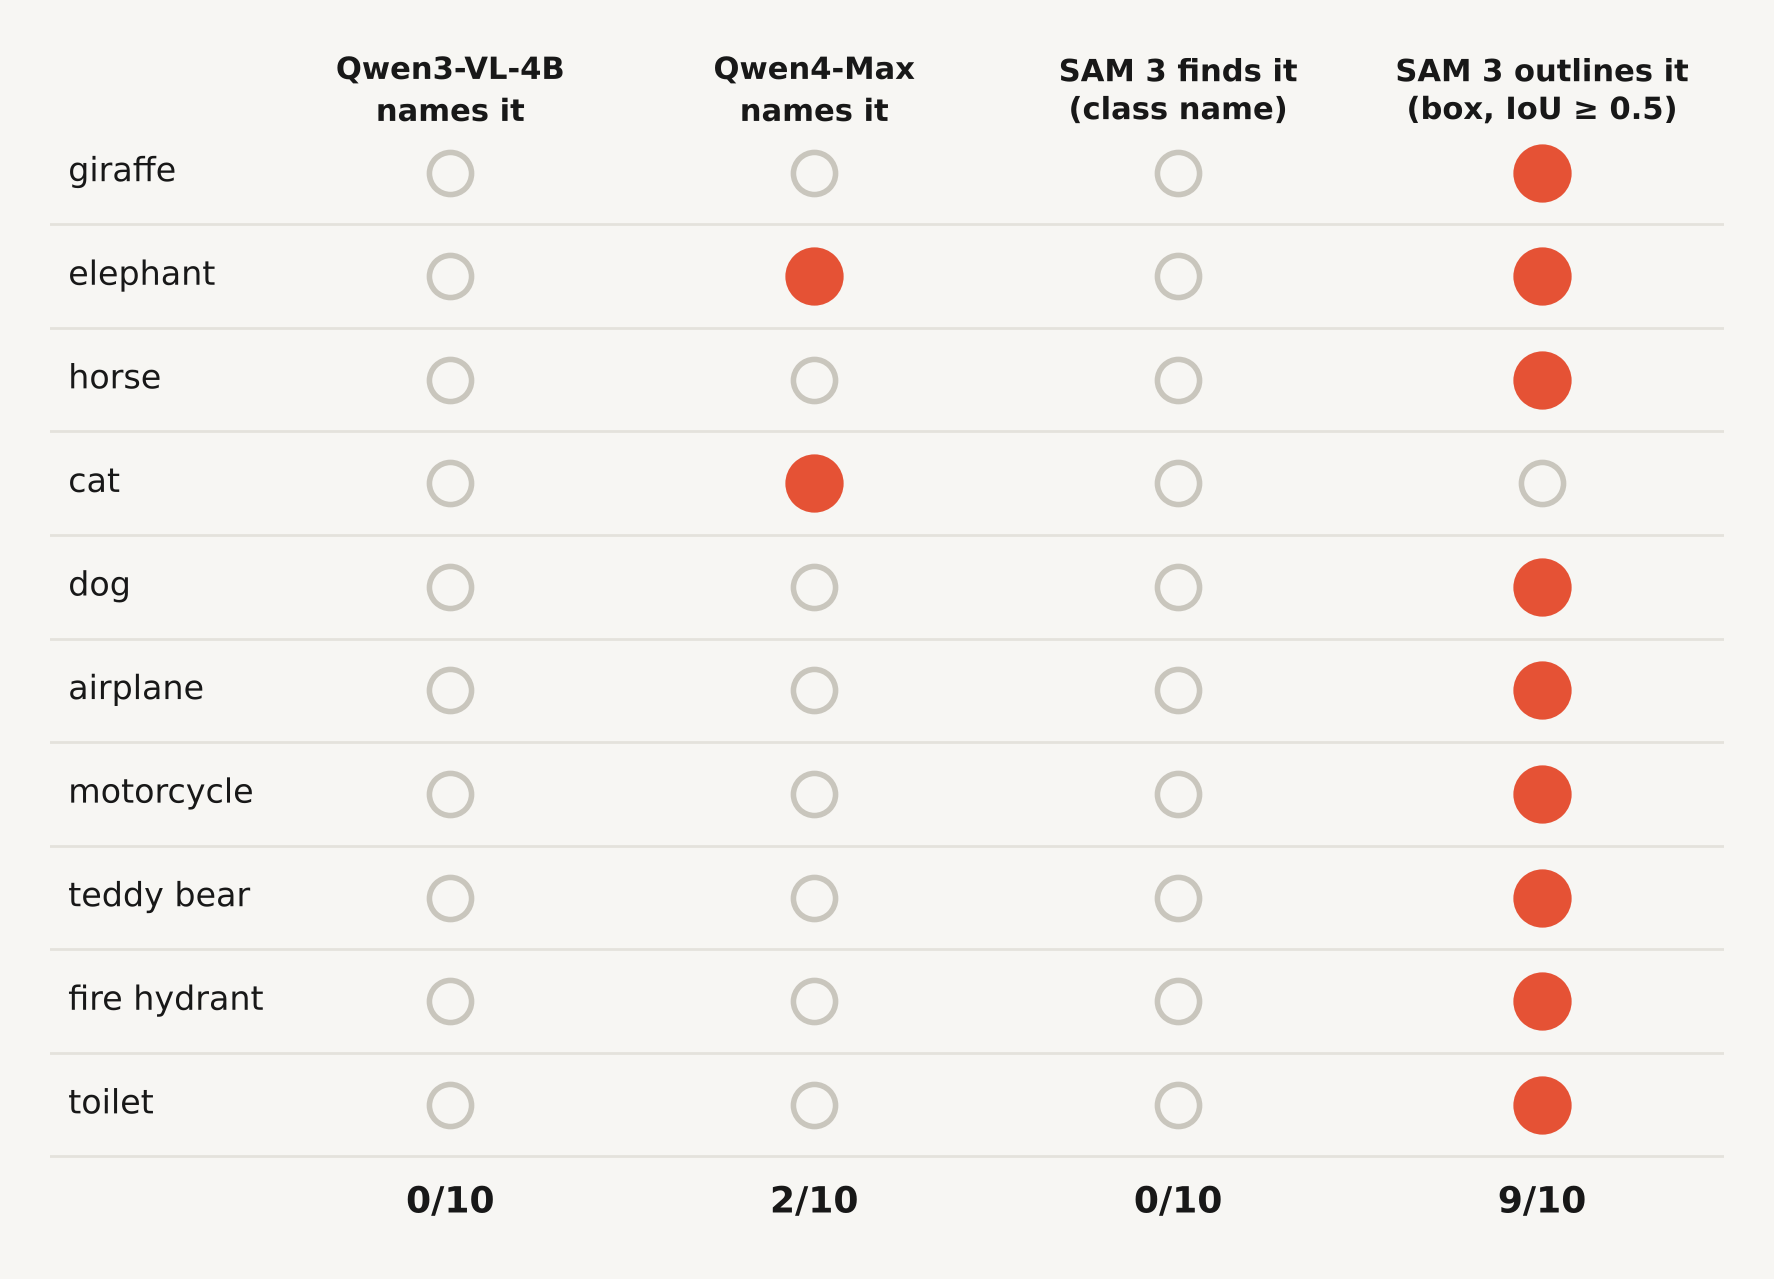 Qwen3-VL-4B names it
Qwen4-Max names it
SAM 3 finds it (class name)
SAM 3 outlines it (box, IoU ≥ 0.5)
giraffe
elephant
horse
cat
dog
airplane
motorcycle
teddy bear
fire hydrant
toilet
0/10 2/10 0/10 9/10